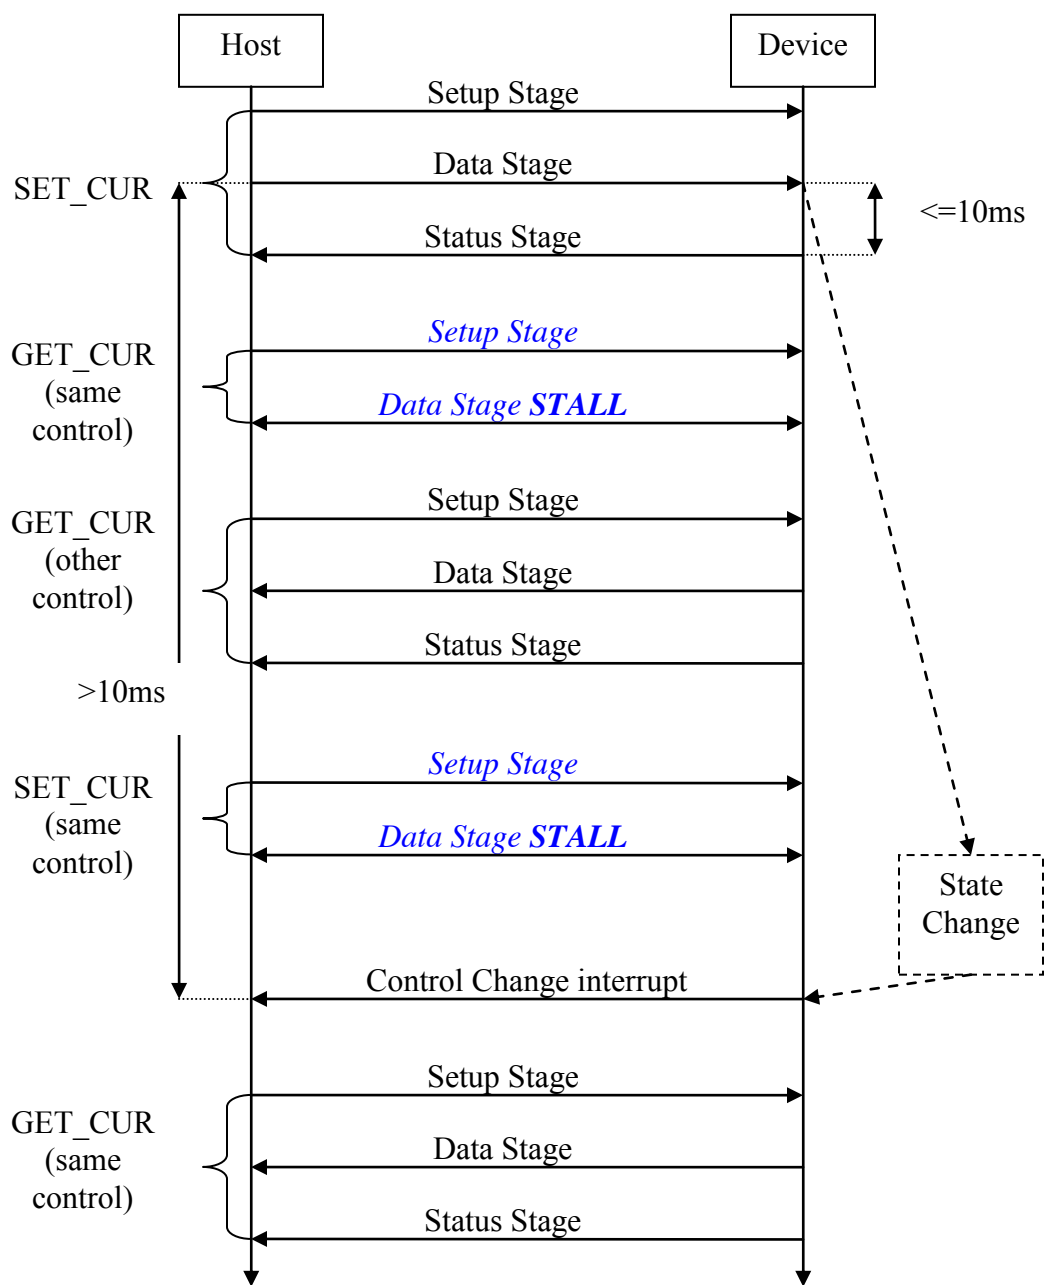 Host
Device
Setup Stage
Data Stage
SET_CUR
<=10ms
Status Stage
Setup Stage
GET_CUR
(same
control)
Data Stage STALL
Setup Stage
GET_CUR
(other
control)
Data Stage
Status Stage
>10ms
Setup Stage
SET_CUR
(same
control)
Data Stage STALL
State
Change
Control Change interrupt
Setup Stage
GET_CUR
(same
control)
Data Stage
Status Stage